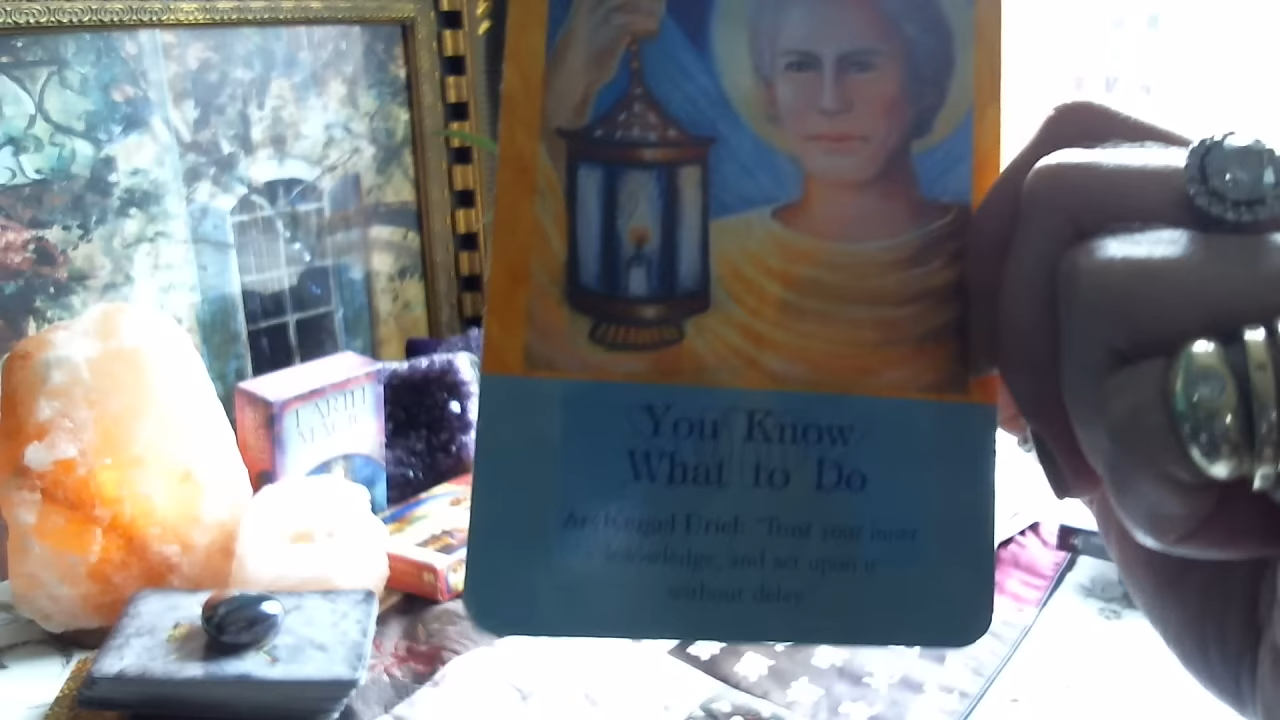 EARTH
MAGIC
You Know
What to Do
Archangel Uriel: "Trust your inner
knowledge, and act upon it
without delay."